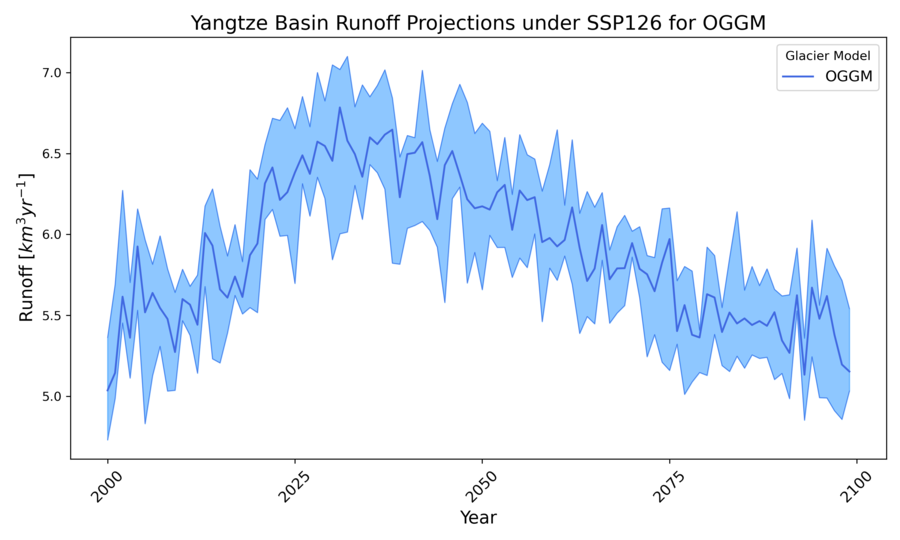 Yangtze Basin Runoff Projections under SSP126 for OGGM
Glacier Model
OGGM
Runoff [km³yr⁻¹]
7.0
6.5
6.0
5.5
5.0
2000
2025
2050
2075
2100
Year